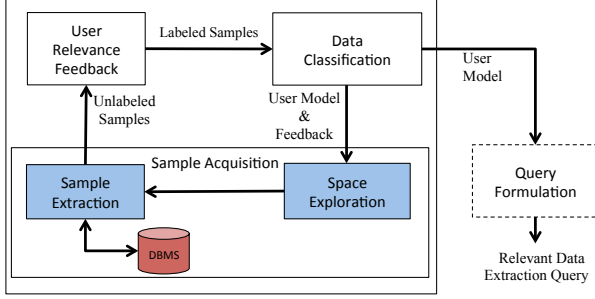 User
Relevance
Feedback
Labeled Samples
Data
Classification
User
Model
Unlabeled
Samples
User Model
&
Feedback
Sample Acquisition
Sample
Extraction
Space
Exploration
Query
Formulation
DBMS
Relevant Data
Extraction Query